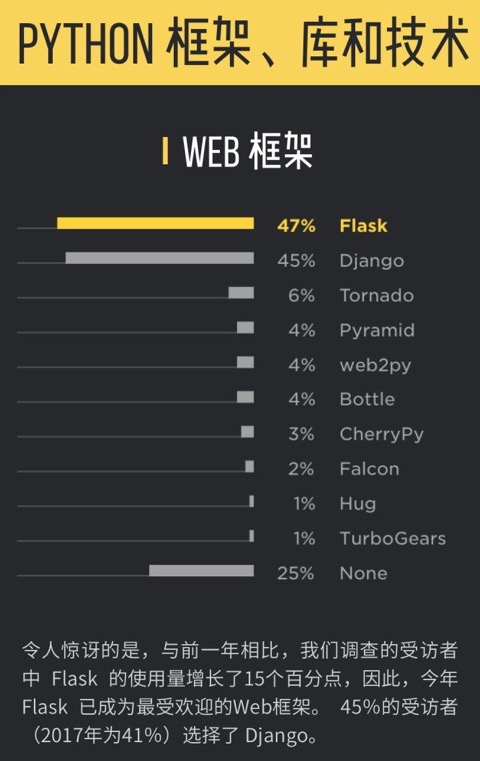 PYTHON 框架、库和技术
WEB 框架
47% Flask
45% Django
6% Tornado
4% Pyramid
4% web2py
4% Bottle
3% CherryPy
2% Falcon
1% Hug
1% TurboGears
25% None
令人惊讶的是，与前一年相比，我们调查的受访者
中 Flask 的使用量增长了15个百分点，因此，今年
Flask 已成为最受欢迎的Web框架。 45%的受访者
（2017年为41%）选择了 Django。